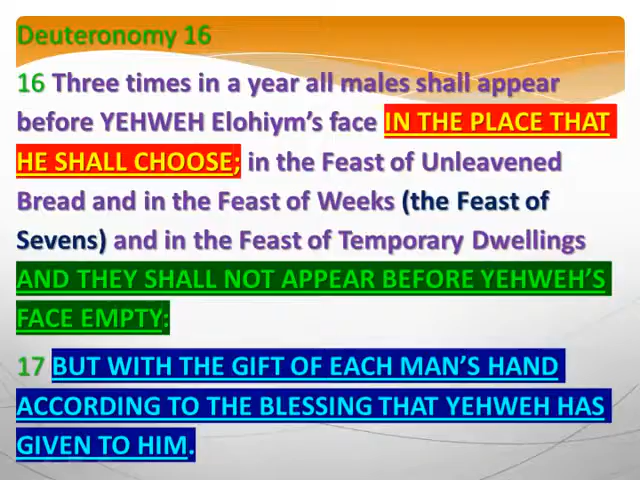 Deuteronomy 16
16 Three times in a year all males shall appear
before YEHWEH Elohiym’s face IN THE PLACE THAT
HE SHALL CHOOSE; in the Feast of Unleavened
Bread and in the Feast of Weeks (the Feast of
Sevens) and in the Feast of Temporary Dwellings
AND THEY SHALL NOT APPEAR BEFORE YEHWEH’S
FACE EMPTY:
17 BUT WITH THE GIFT OF EACH MAN’S HAND
ACCORDING TO THE BLESSING THAT YEHWEH HAS
GIVEN TO HIM.